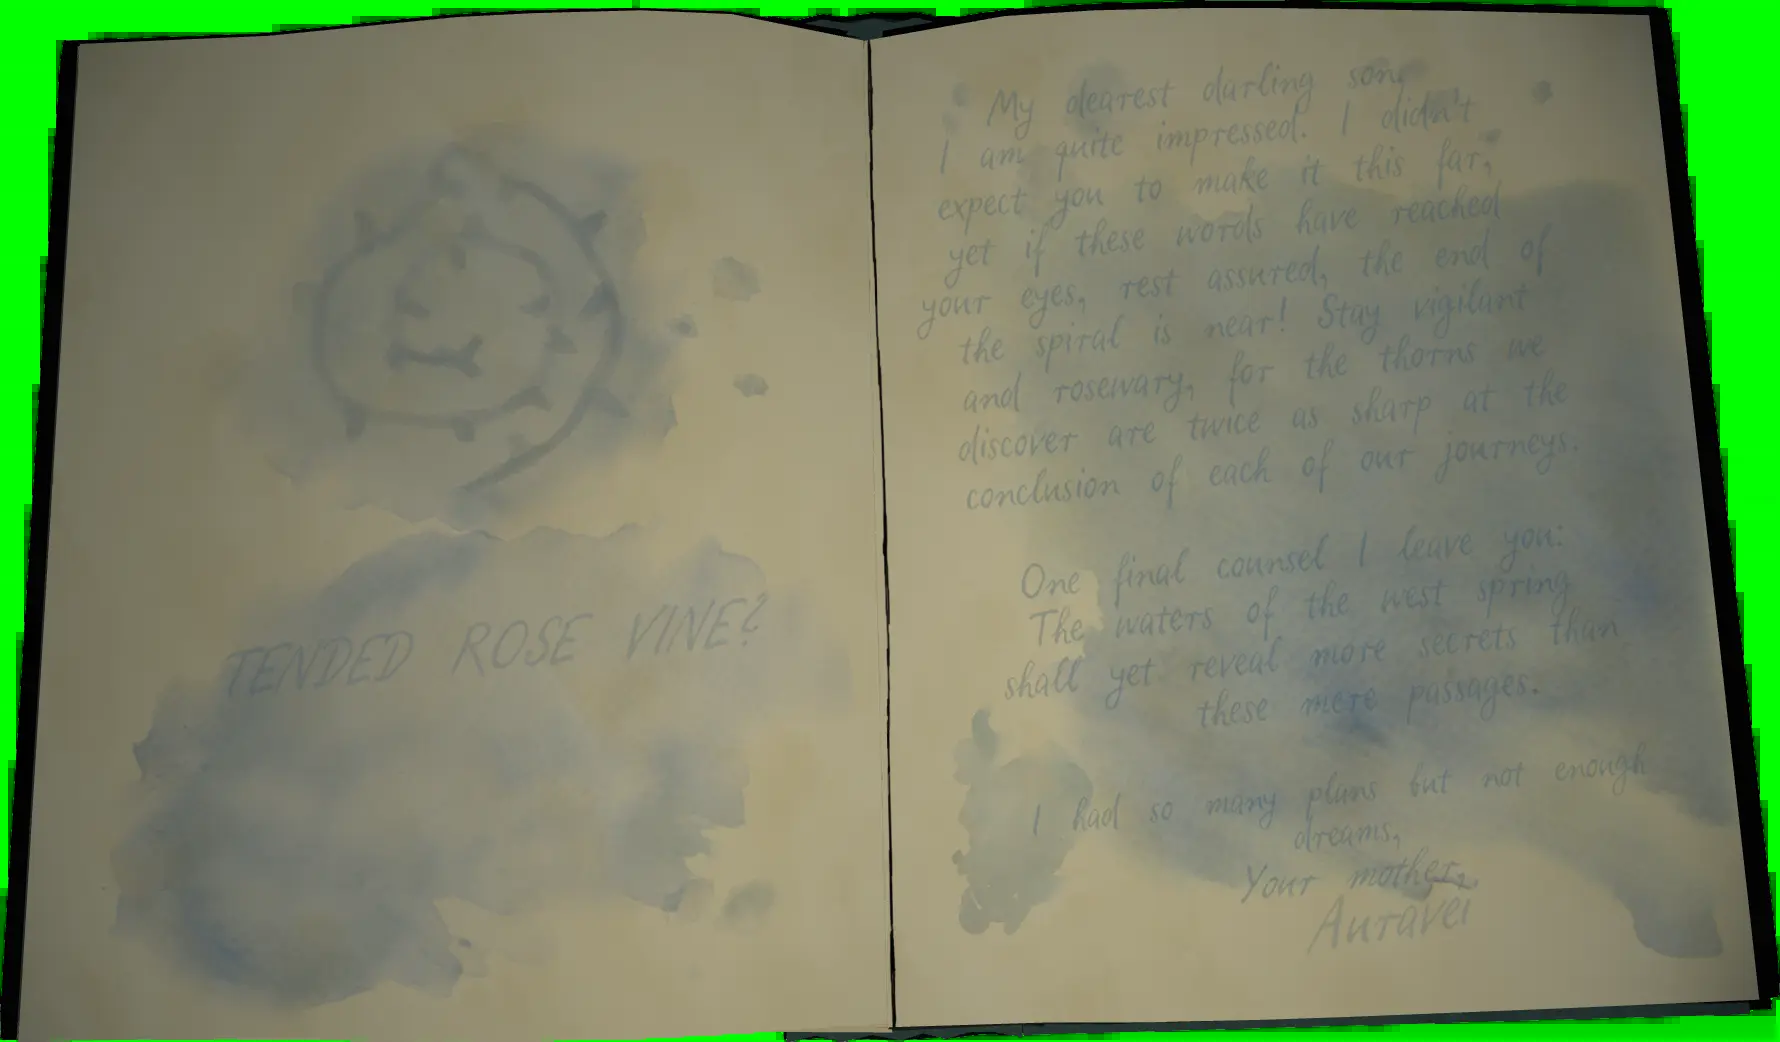 TENDED ROSE VINE?
My dearest darling son,
I am quite impressed. I didn't
expect you to make it this far,
yet if these words have reached
your eyes, rest assured, the end of
the spiral is near! Stay vigilant
and rosewary, for the thorns we
discover are twice as sharp at the
conclusion of each of our journeys.
One final counsel I leave you:
The waters of the west spring
shall yet reveal more secrets than
these mere passages.
I had so many plans but not enough
dreams,
Your mother,
Auravei